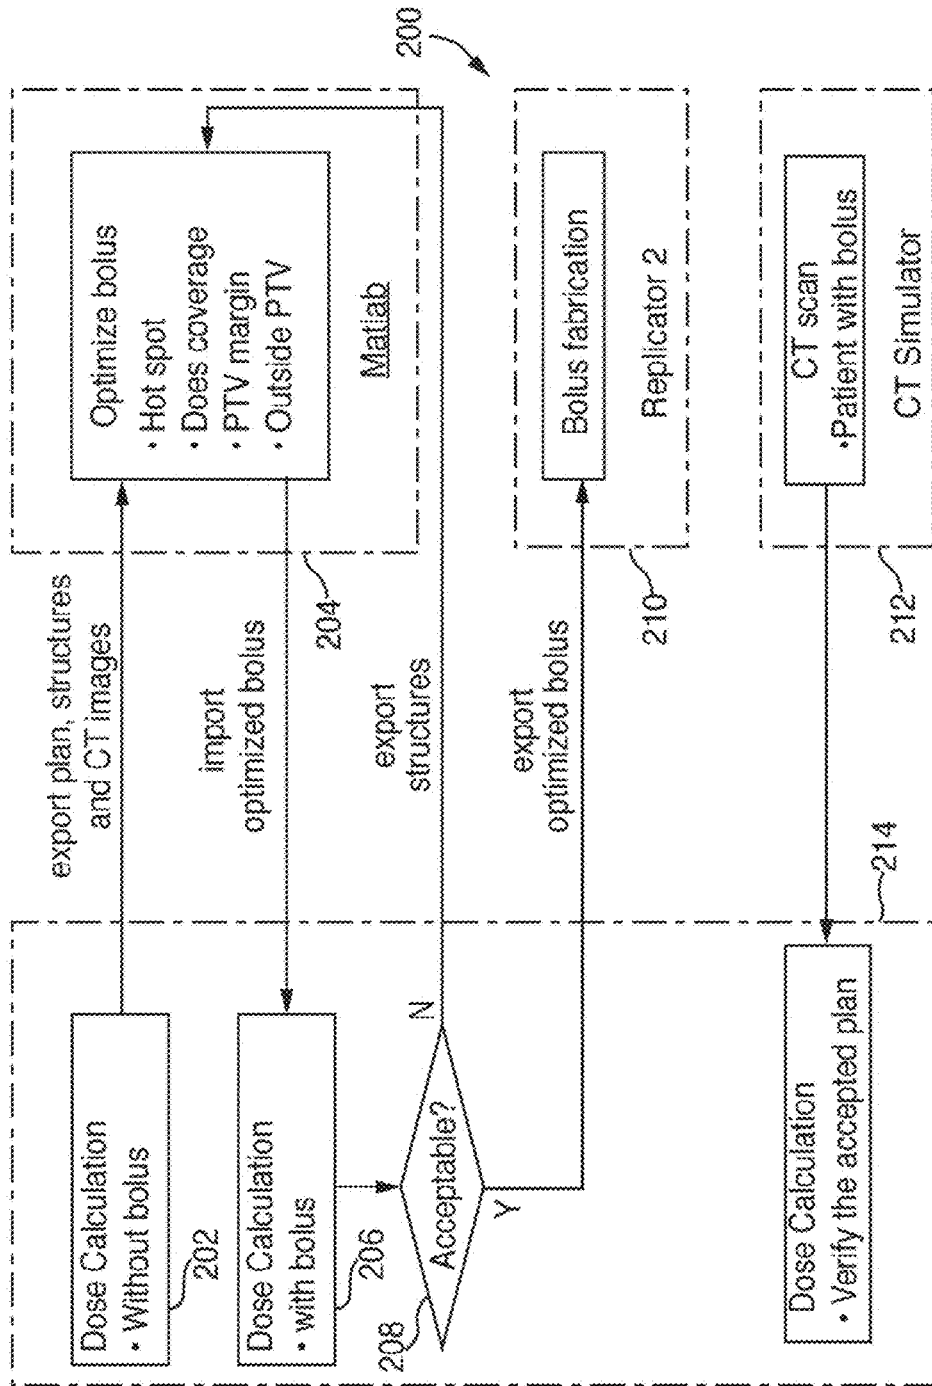 200
Dose Calculation
• Without bolus
202
export plan, structures
and CT images
Optimize bolus
• Hot spot
• Does coverage
• PTV margin
• Outside PTV
Matlab
204
import
optimized bolus
Dose Calculation
• with bolus
206
Acceptable?
208
N
Y
export
structures
export
optimized bolus
Bolus fabrication
Replicator 2
210
CT scan
•Patient with bolus
CT Simulator
212
Dose Calculation
• Verify the accepted plan
214